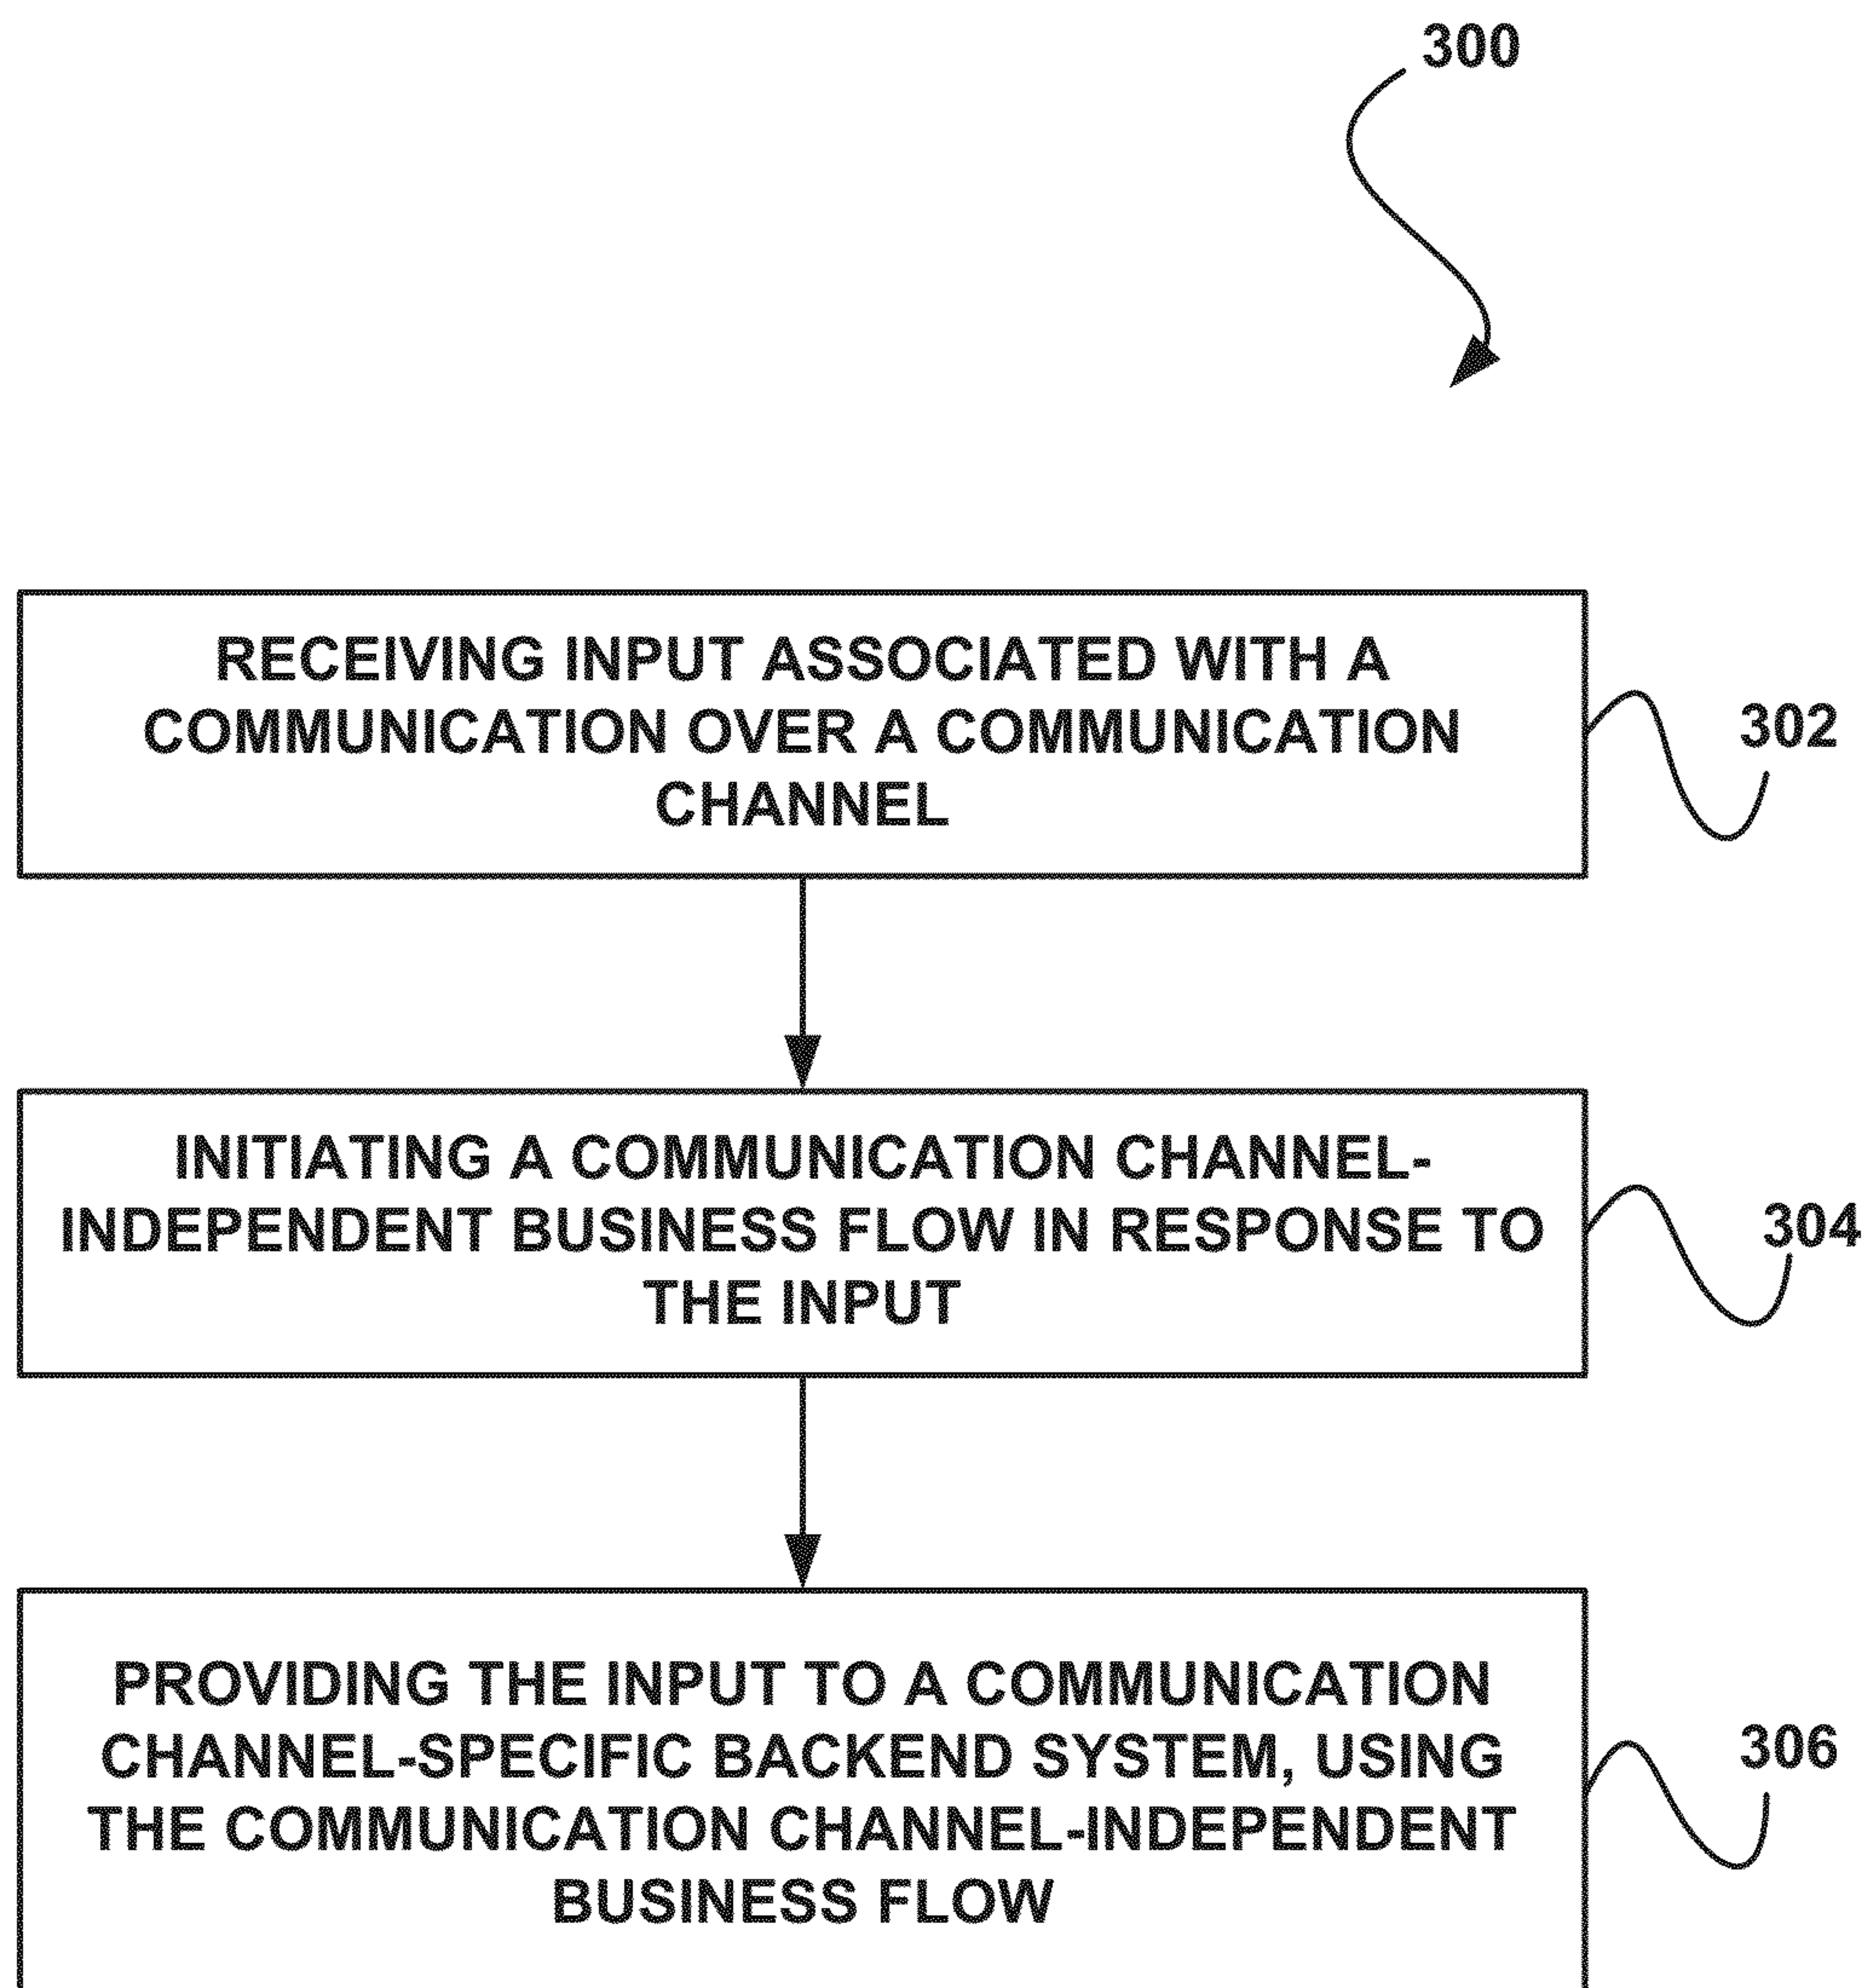 300
RECEIVING INPUT ASSOCIATED WITH A
COMMUNICATION OVER A COMMUNICATION
CHANNEL
302
INITIATING A COMMUNICATION CHANNEL-
INDEPENDENT BUSINESS FLOW IN RESPONSE TO
THE INPUT
304
PROVIDING THE INPUT TO A COMMUNICATION
CHANNEL-SPECIFIC BACKEND SYSTEM, USING
THE COMMUNICATION CHANNEL-INDEPENDENT
BUSINESS FLOW
306